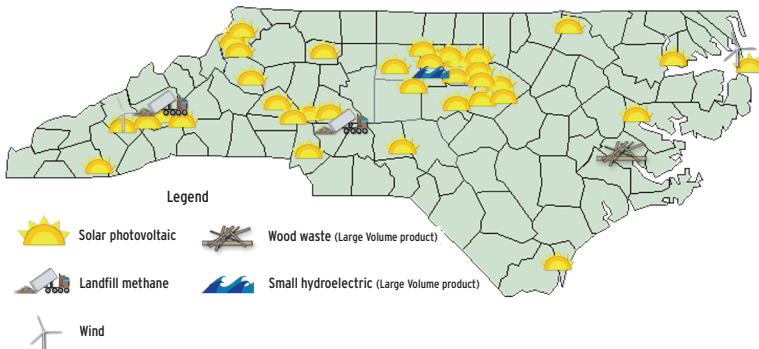 Legend
Solar photovoltaic
Wood waste (Large Volume product)
Landfill methane
Small hydroelectric (Large Volume product)
Wind